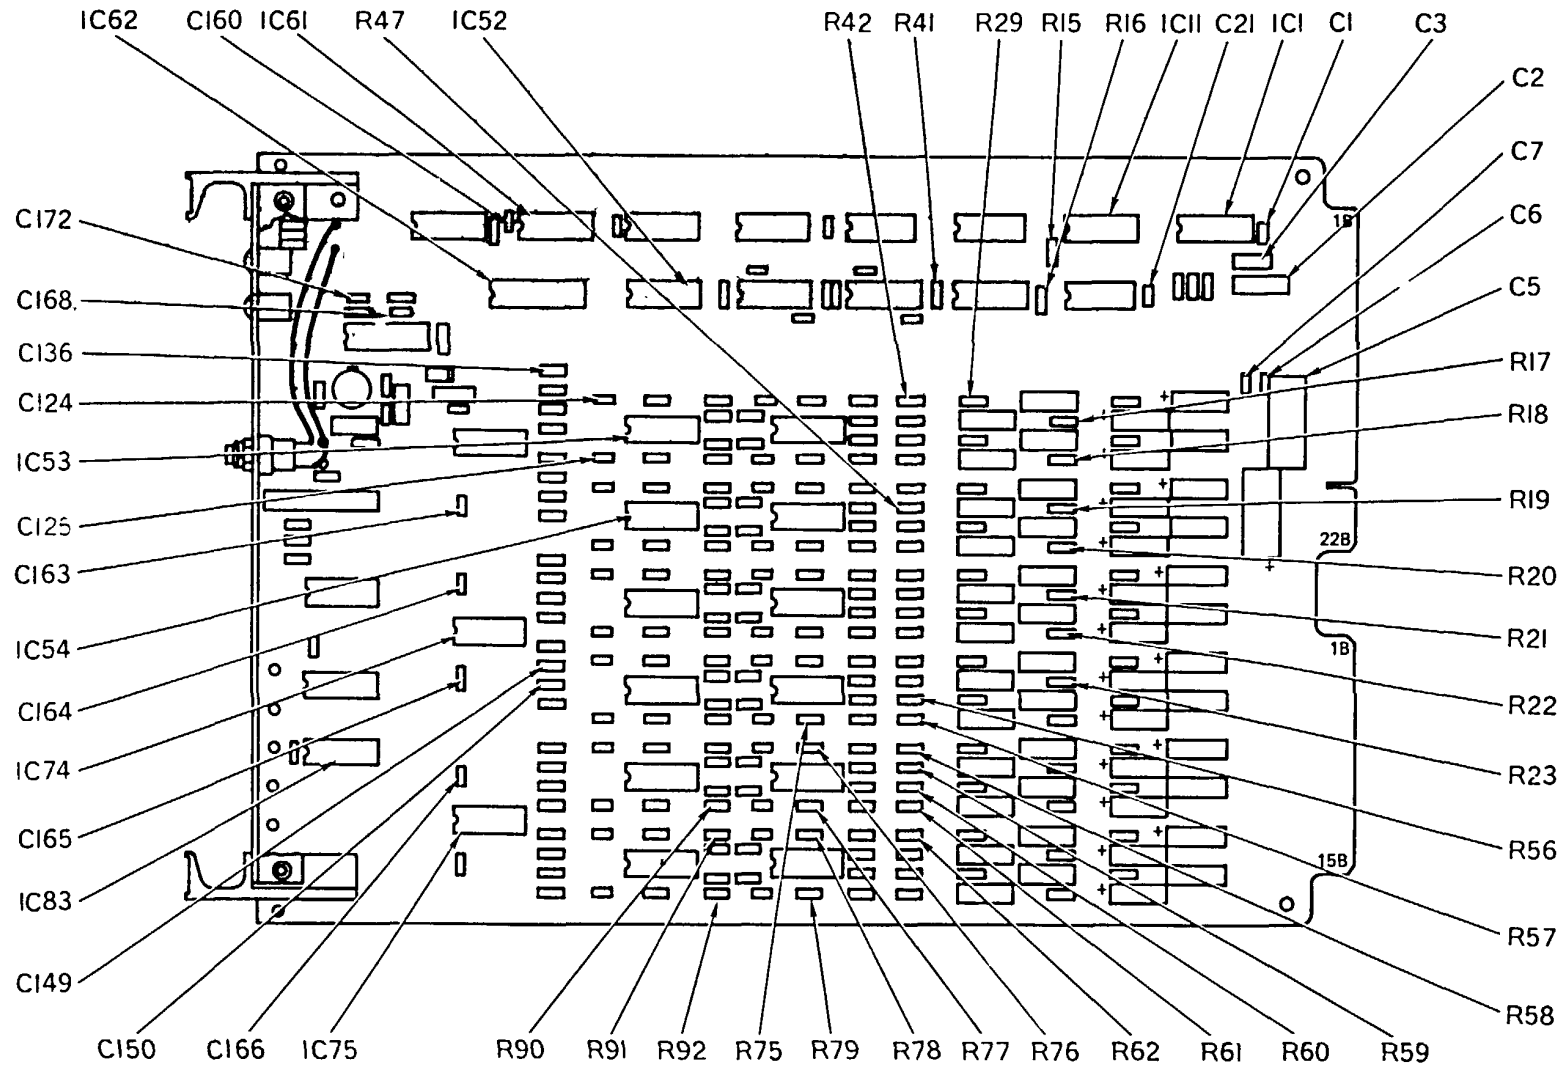 IC62 C160 IC61 R47 IC52 R42 R41 R29 R15 R16 IC11 C21 IC1 C1 C3
C2
C7
C172
C6
1B
C168.
C5
C136
R17
C124
+
R18
IC53
+
R19
C125
+
22B
C163
+
+
R20
+
+
IC54
+
R21
1B
C164
+
+
R22
IC74
+
+
R23
C165
+
R56
+
15B
IC83
+
R57
C149
R58
C150 C166 IC75 R90 R91 R92 R75 R79 R78 R77 R76 R62 R61 R60 R59